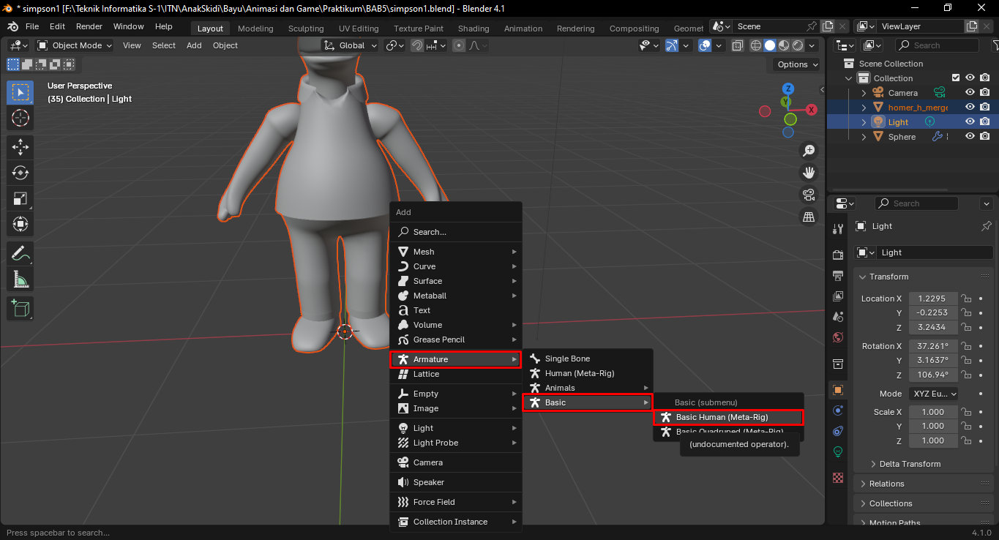 * simpson1 [F:\Teknik Informatika S-1\ITN\AnakSkidi\Bayu\Animasi dan Game\Praktikum\BAB5\simpson1.blend] - Blender 4.1
File Edit Render Window Help Layout Modeling Sculpting UV Editing Texture Paint Shading Animation Rendering Compositing Geomet Scene ViewLayer
Object Mode View Select Add Object Global Search
Options
User Perspective
(35) Collection | Light
Z
Y
X
Scene Collection
Collection
Camera
homer_h_merge
Light
Sphere
Add
Search...
Mesh
Curve
Surface
Metaball
Text
Volume
Grease Pencil
Armature
Lattice
Empty
Image
Light
Light Probe
Camera
Speaker
Force Field
Collection Instance
Single Bone
Human (Meta-Rig)
Animals
Basic
Basic (submenu)
Basic Human (Meta-Rig)
Basic Quadruped (Meta-Rig)
(undocumented operator).
Search
Light
Light
Transform
Location X 1.2295
Y -0.2253
Z 3.2434
Rotation X 37.261°
Y 3.1637°
Z 106.94°
Mode XYZ Eu...
Scale X 1.000
Y 1.000
Z 1.000
Delta Transform
Relations
Collections
Motion Paths
Press spacebar to search...
4.1.0